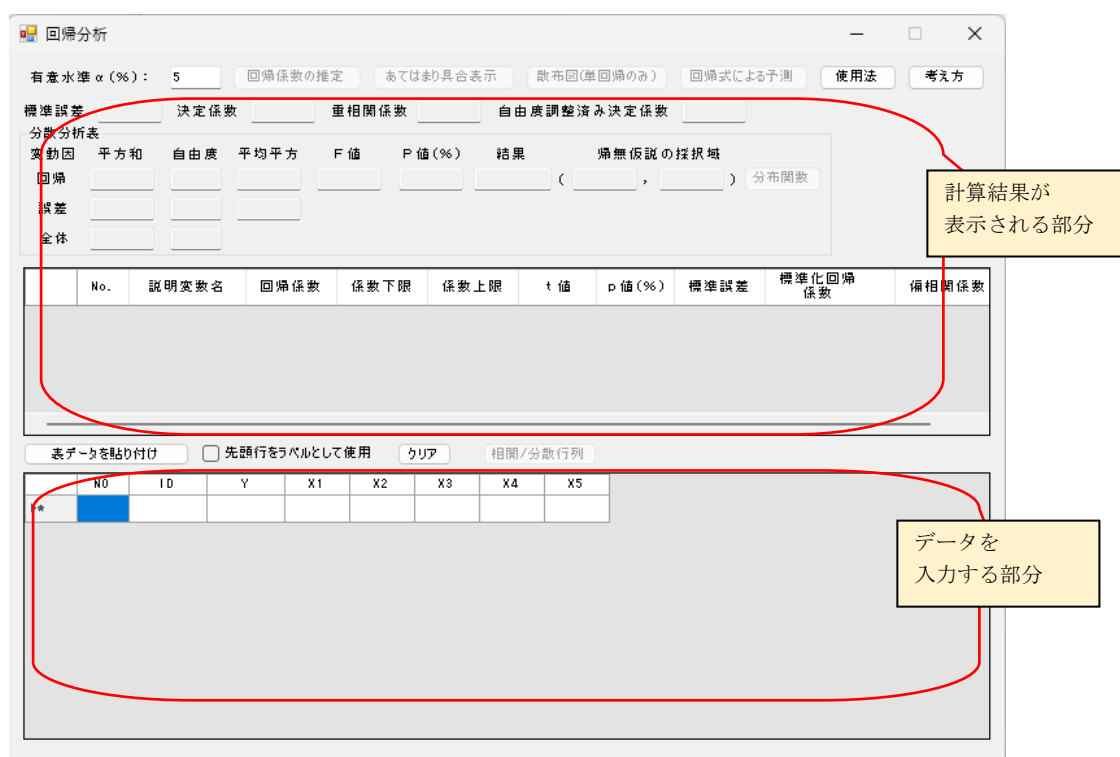 回帰分析
有意水準α(%): 5 回帰係数の推定 あてはまり具合表示 散布図(単回帰のみ) 回帰式による予測 使用法 考え方
標準誤差 決定係数 重相関係数 自由度調整済み決定係数
分散分析表
変動因 平方和 自由度 平均平方 F値 P値(%) 結果 帰無仮説の採択域
回帰 ( , ) 分布関数
誤差
全体
計算結果が
表示される部分
No. 説明変数名 回帰係数 係数下限 係数上限 t値 p値(%) 標準誤差 標準化回帰係数 偏相関係数
表データを貼り付け 先頭行をラベルとして使用 クリア 相関/分散行列
NO ID Y X1 X2 X3 X4 X5
データを
入力する部分